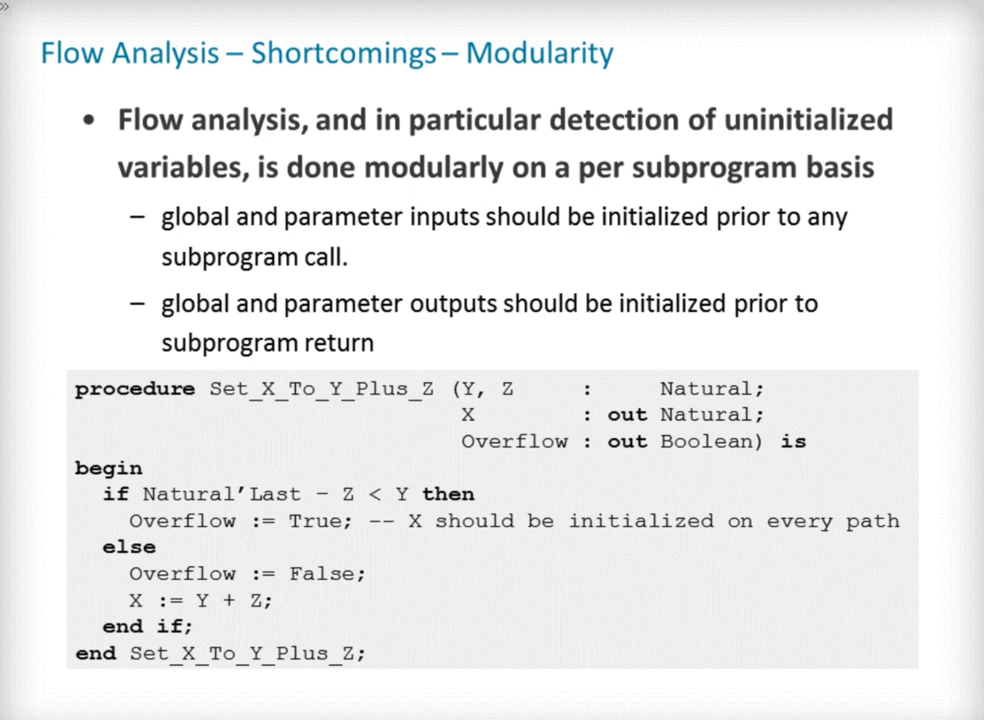 »
Flow Analysis – Shortcomings – Modularity
• Flow analysis, and in particular detection of uninitialized
variables, is done modularly on a per subprogram basis
– global and parameter inputs should be initialized prior to any
subprogram call.
– global and parameter outputs should be initialized prior to
subprogram return
procedure Set_X_To_Y_Plus_Z (Y, Z     :     Natural;
                             X        : out Natural;
                             Overflow : out Boolean) is
begin
  if Natural'Last - Z < Y then
    Overflow := True; -- X should be initialized on every path
  else
    Overflow := False;
    X := Y + Z;
  end if;
end Set_X_To_Y_Plus_Z;